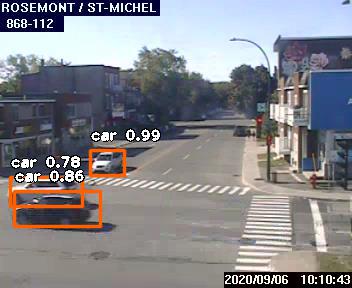 ROSEMONT / ST-MICHEL
868-112
car 0.99
car 0.78
car 0.86
2020/09/06 10:10:43